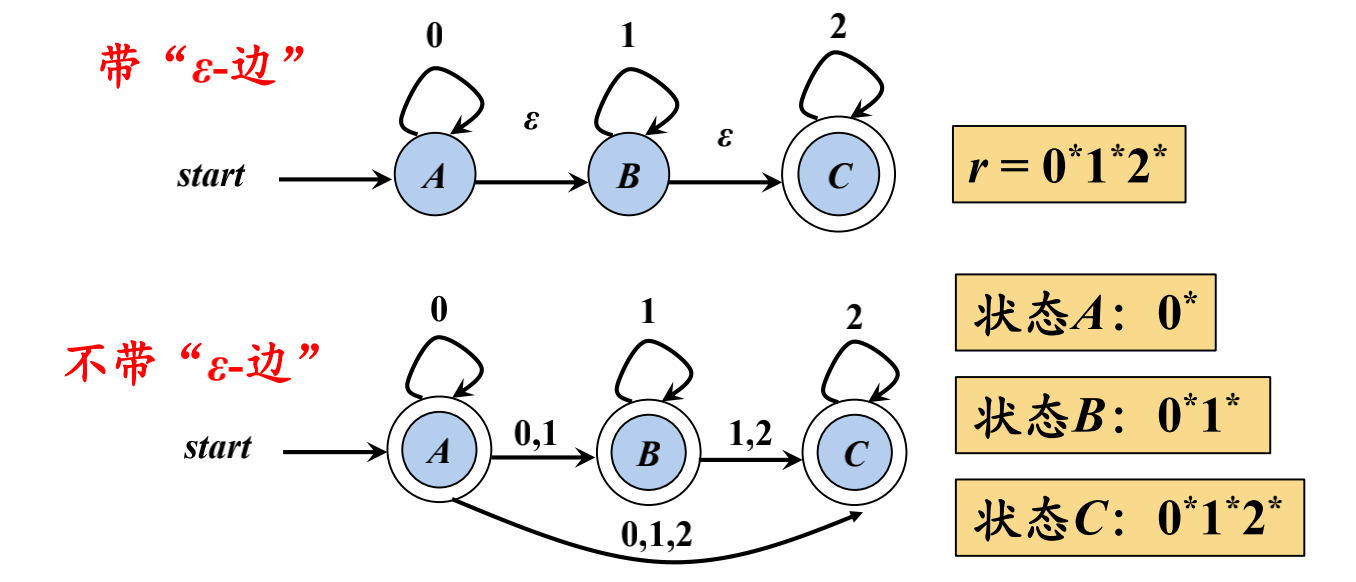 带“ε-边”
0
1
2
ε
ε
start
A
B
C
r = 0*1*2*
不带“ε-边”
0
1
2
start
A
0,1
B
1,2
C
0,1,2
状态A：0*
状态B：0*1*
状态C：0*1*2*